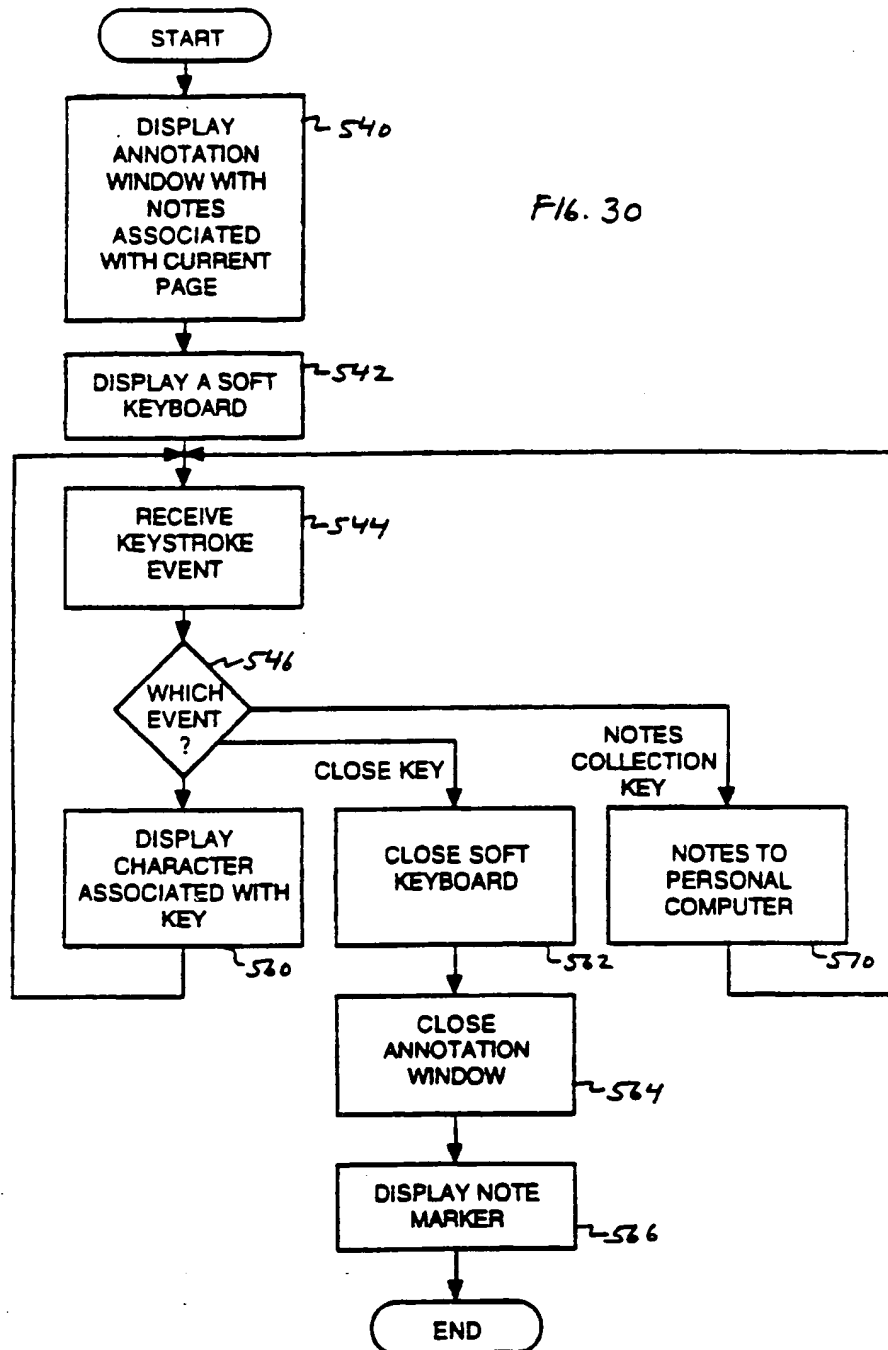 START
540
DISPLAY
ANNOTATION
WINDOW WITH
NOTES
ASSOCIATED
WITH CURRENT
PAGE
FIG. 30
542
DISPLAY A SOFT
KEYBOARD
544
RECEIVE
KEYSTROKE
EVENT
546
WHICH
EVENT
?
CLOSE KEY
NOTES
COLLECTION
KEY
DISPLAY
CHARACTER
ASSOCIATED WITH
KEY
560
CLOSE SOFT
KEYBOARD
562
NOTES TO
PERSONAL
COMPUTER
570
CLOSE
ANNOTATION
WINDOW
564
DISPLAY NOTE
MARKER
566
END